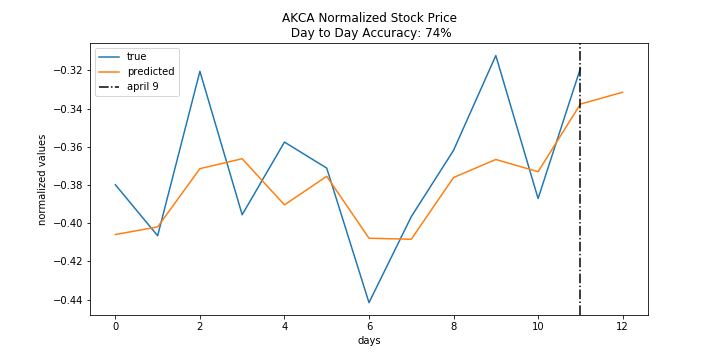 AKCA Normalized Stock Price
Day to Day Accuracy: 74%
true
predicted
april 9
normalized values
−0.32
−0.34
−0.36
−0.38
−0.40
−0.42
−0.44
0
2
4
6
8
10
12
days